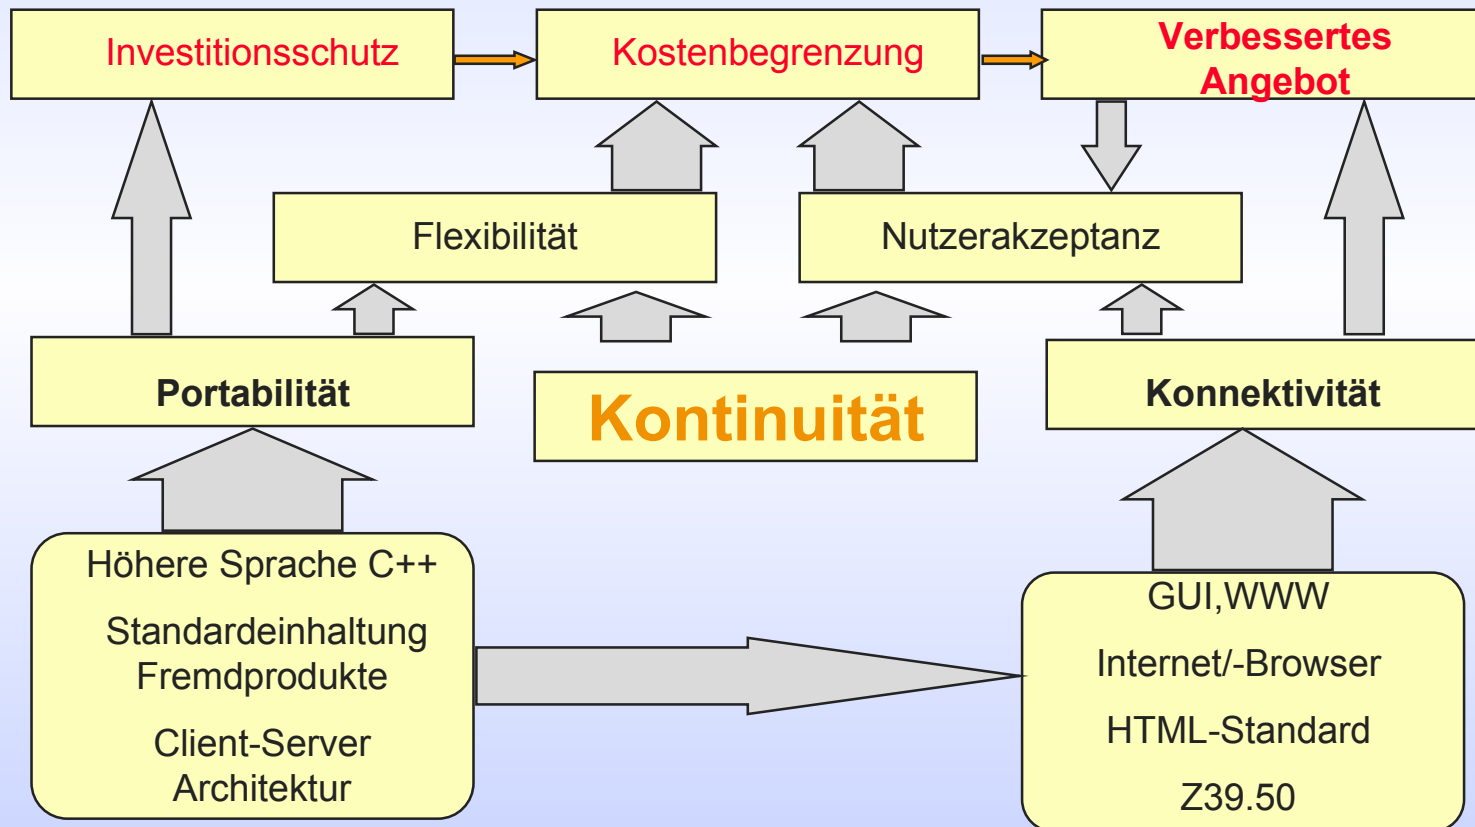 Investitionsschutz
Kostenbegrenzung
Verbessertes
Angebot
Flexibilität
Nutzerakzeptanz
Portabilität
Kontinuität
Konnektivität
Höhere Sprache C++
Standardeinhaltung
Fremdprodukte
Client-Server
Architektur
GUI,WWW
Internet/-Browser
HTML-Standard
Z39.50